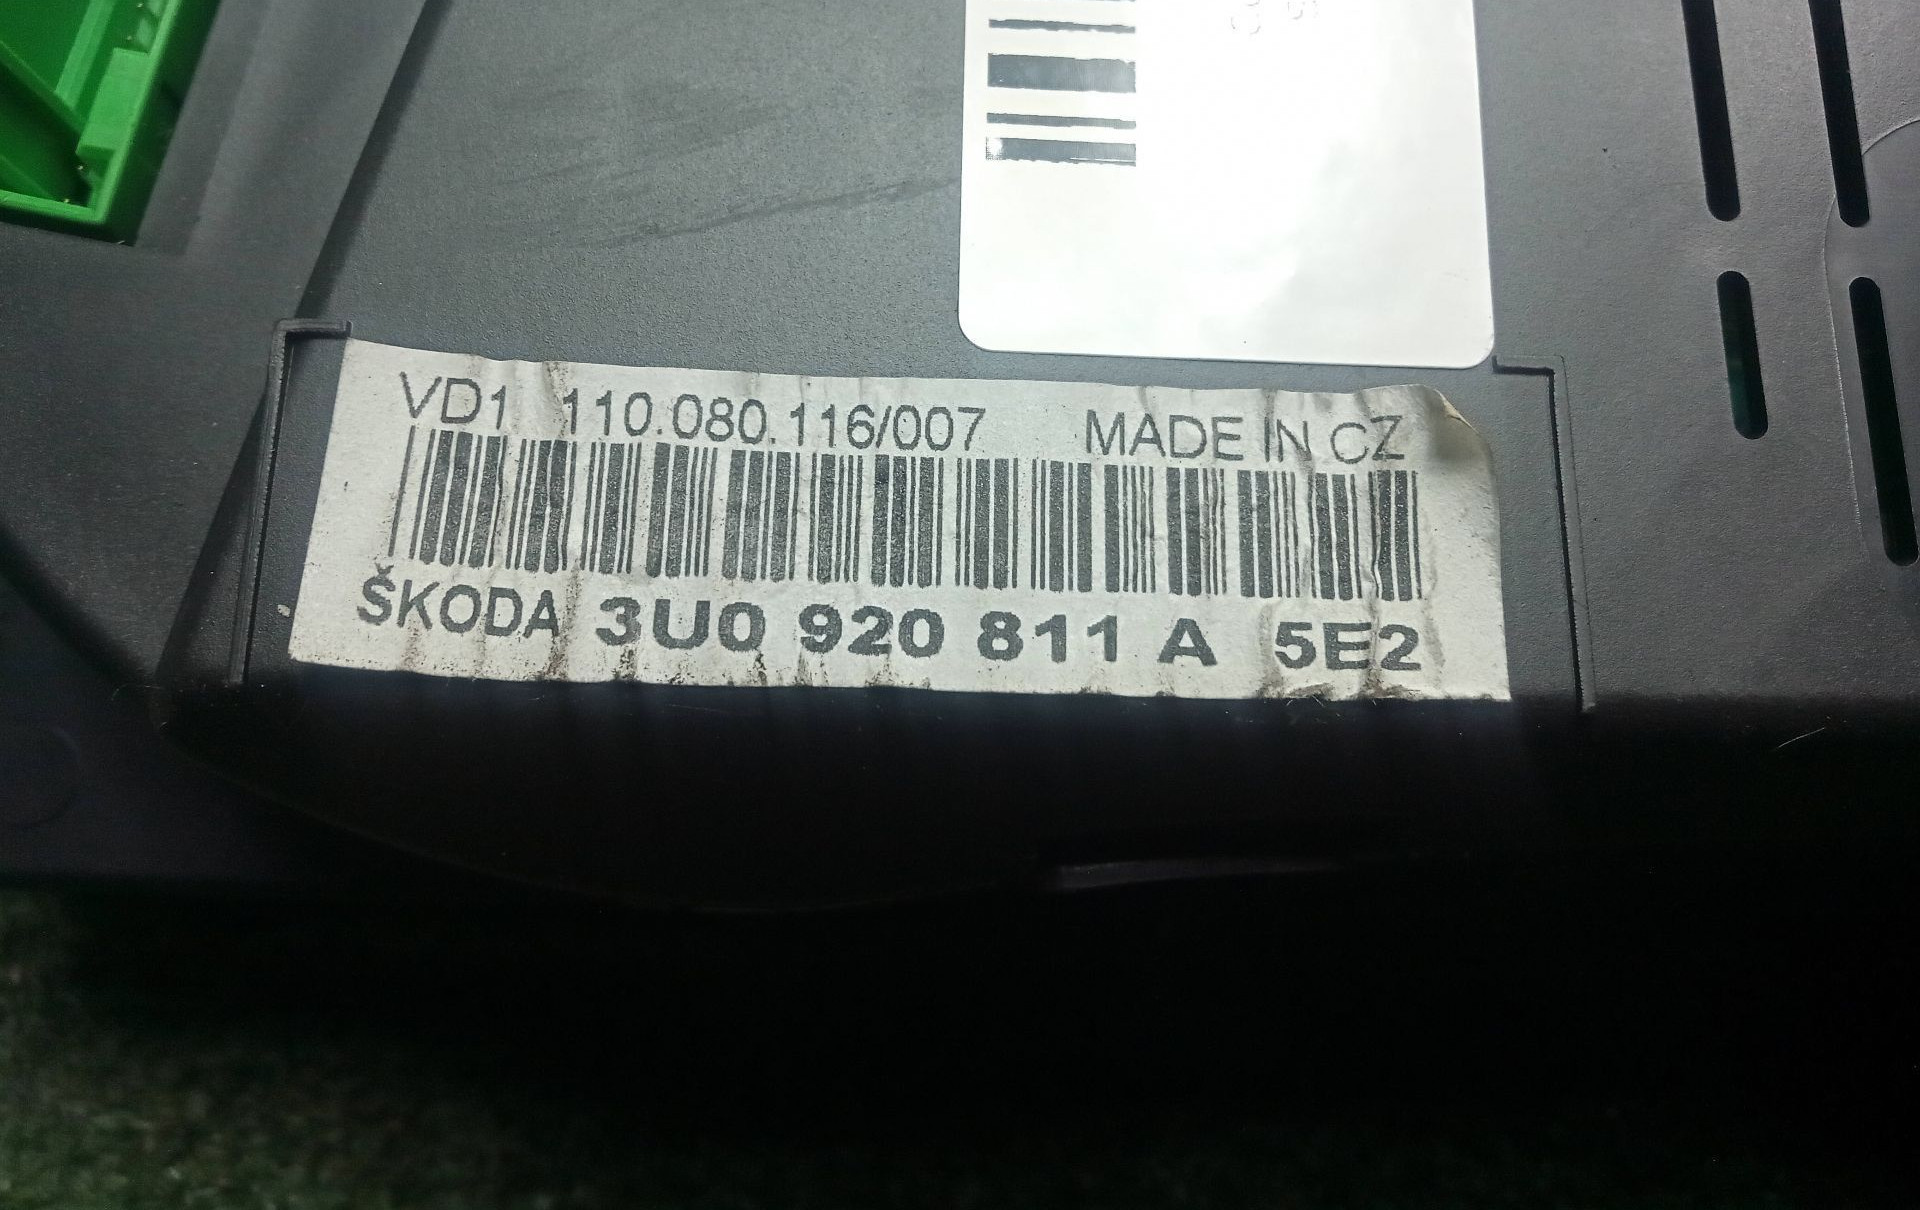 VD1 110.080.116/007 MADE IN CZ
ŠKODA 3U0 920 811 A 5E2